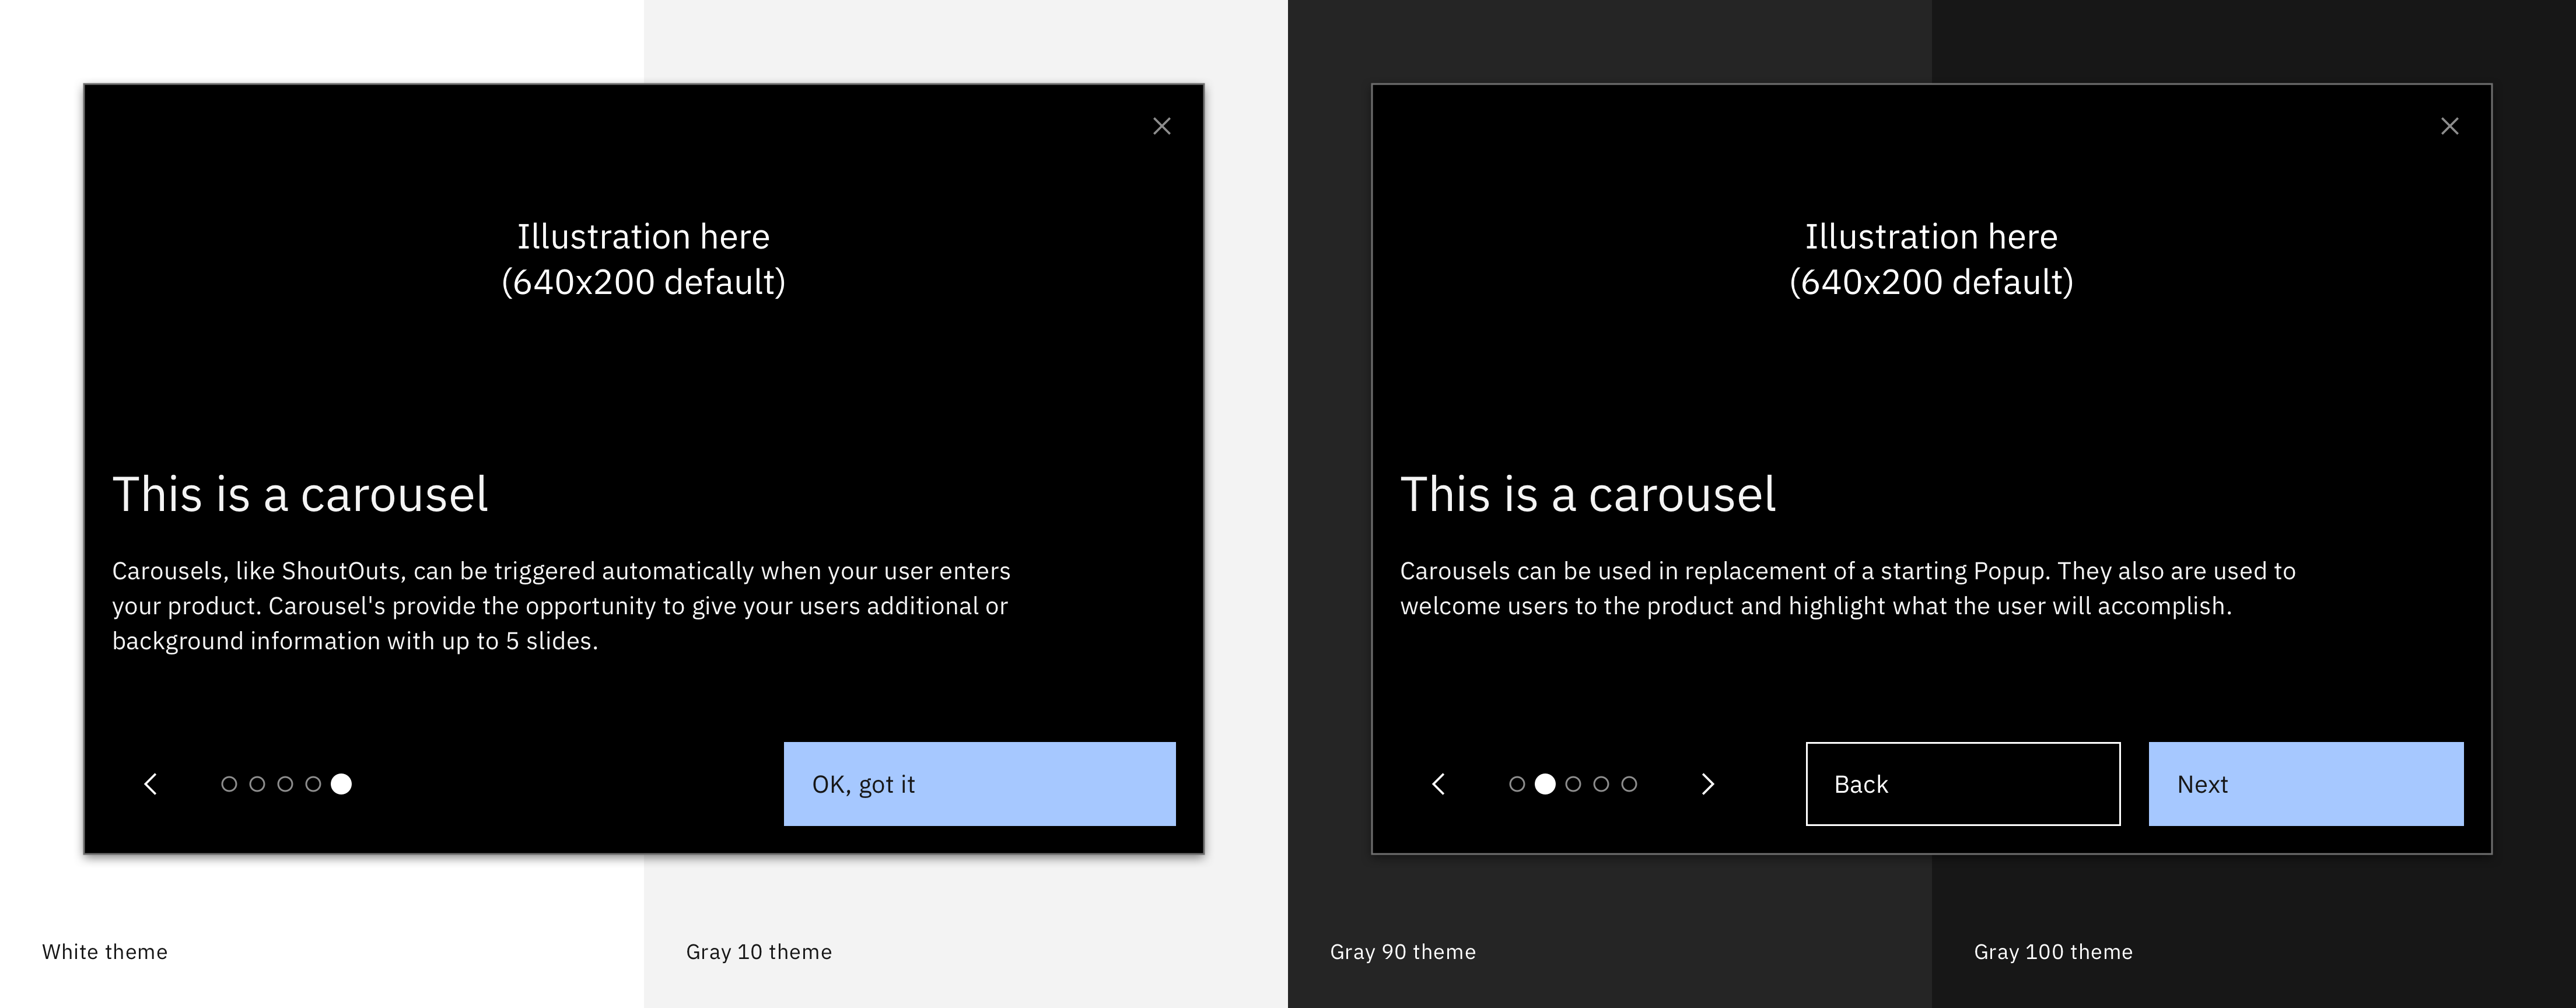 Illustration here
(640x200 default)
This is a carousel
Carousels, like ShoutOuts, can be triggered automatically when your user enters
your product. Carousel's provide the opportunity to give your users additional or
background information with up to 5 slides.
OK, got it
Illustration here
(640x200 default)
This is a carousel
Carousels can be used in replacement of a starting Popup. They also are used to
welcome users to the product and highlight what the user will accomplish.
Back
Next
White theme
Gray 10 theme
Gray 90 theme
Gray 100 theme